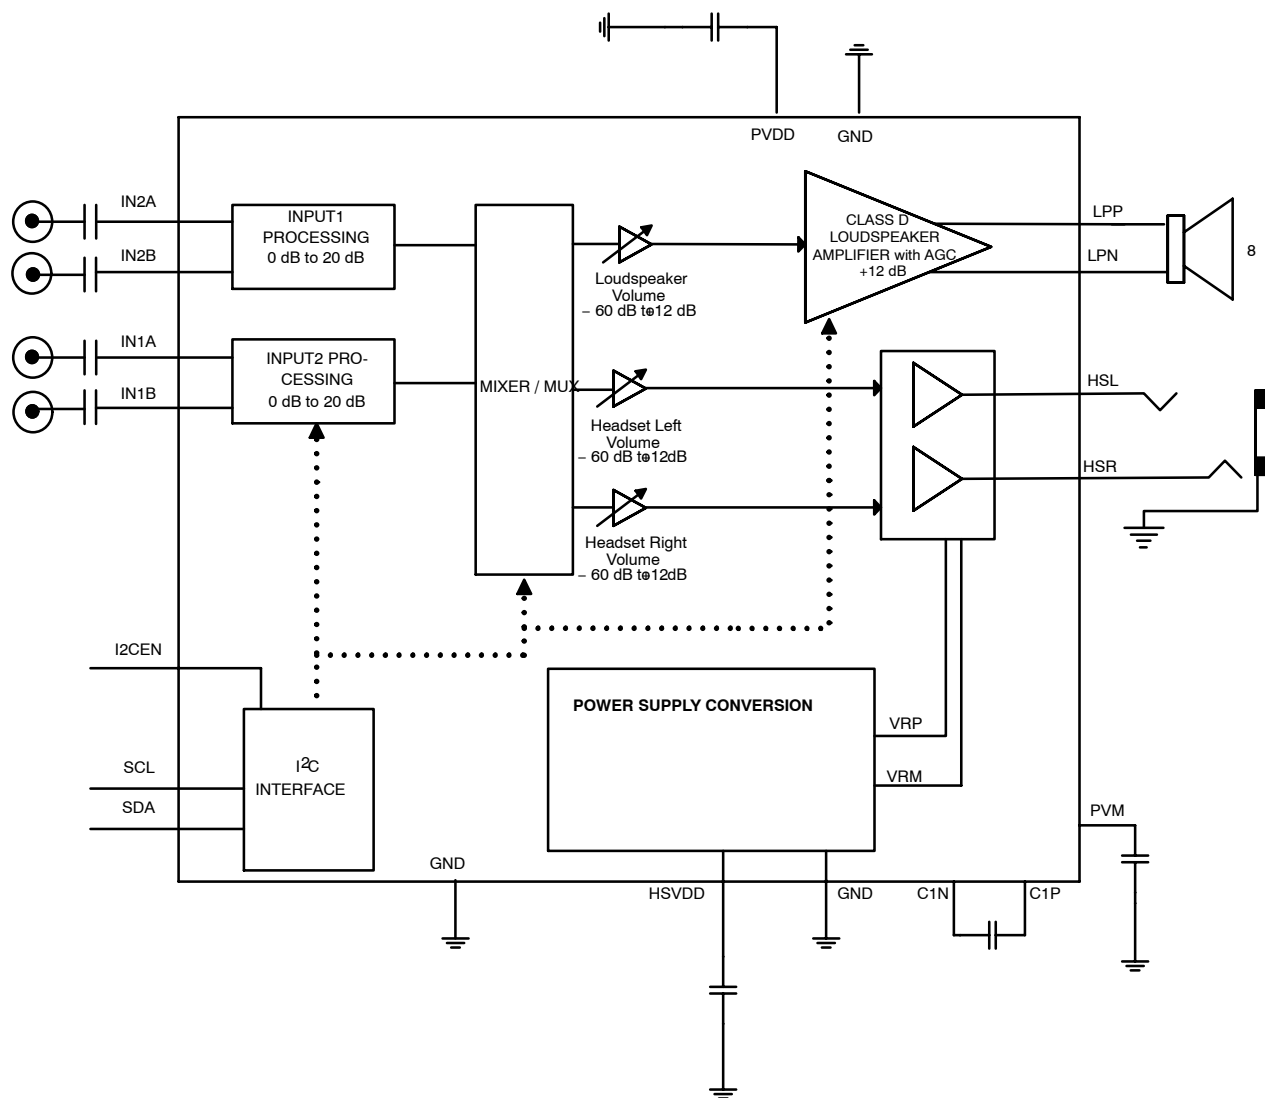 PVDD
GND
IN2A
IN2B
INPUT1
PROCESSING
0 dB to 20 dB
IN1A
IN1B
INPUT2 PRO-
CESSING
0 dB to 20 dB
MIXER / MUX
Loudspeaker
Volume
– 60 dB to +12 dB
Headset Left
Volume
– 60 dB to +12dB
Headset Right
Volume
– 60 dB to +12dB
CLASS D
LOUDSPEAKER
AMPLIFIER with AGC
+12 dB
LPP
LPN
8
HSL
HSR
I2CEN
SCL
SDA
I2C
INTERFACE
POWER SUPPLY CONVERSION
VRP
VRM
PVM
GND
HSVDD
GND
C1N
C1P